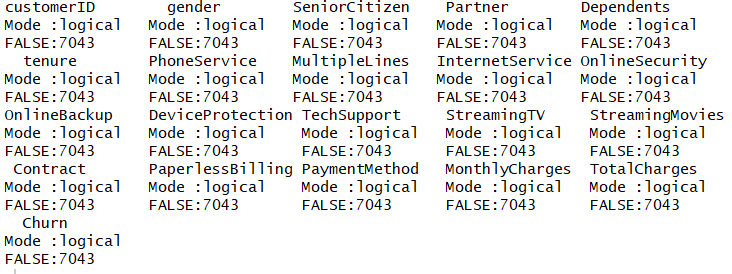 customerID gender SeniorCitizen Partner Dependents
Mode :logical Mode :logical Mode :logical Mode :logical Mode :logical
FALSE:7043 FALSE:7043 FALSE:7043 FALSE:7043 FALSE:7043
tenure PhoneService MultipleLines InternetService OnlineSecurity
Mode :logical Mode :logical Mode :logical Mode :logical Mode :logical
FALSE:7043 FALSE:7043 FALSE:7043 FALSE:7043 FALSE:7043
OnlineBackup DeviceProtection TechSupport StreamingTV StreamingMovies
Mode :logical Mode :logical Mode :logical Mode :logical Mode :logical
FALSE:7043 FALSE:7043 FALSE:7043 FALSE:7043 FALSE:7043
Contract PaperlessBilling PaymentMethod MonthlyCharges TotalCharges
Mode :logical Mode :logical Mode :logical Mode :logical Mode :logical
FALSE:7043 FALSE:7043 FALSE:7043 FALSE:7043 FALSE:7043
Churn
Mode :logical
FALSE:7043